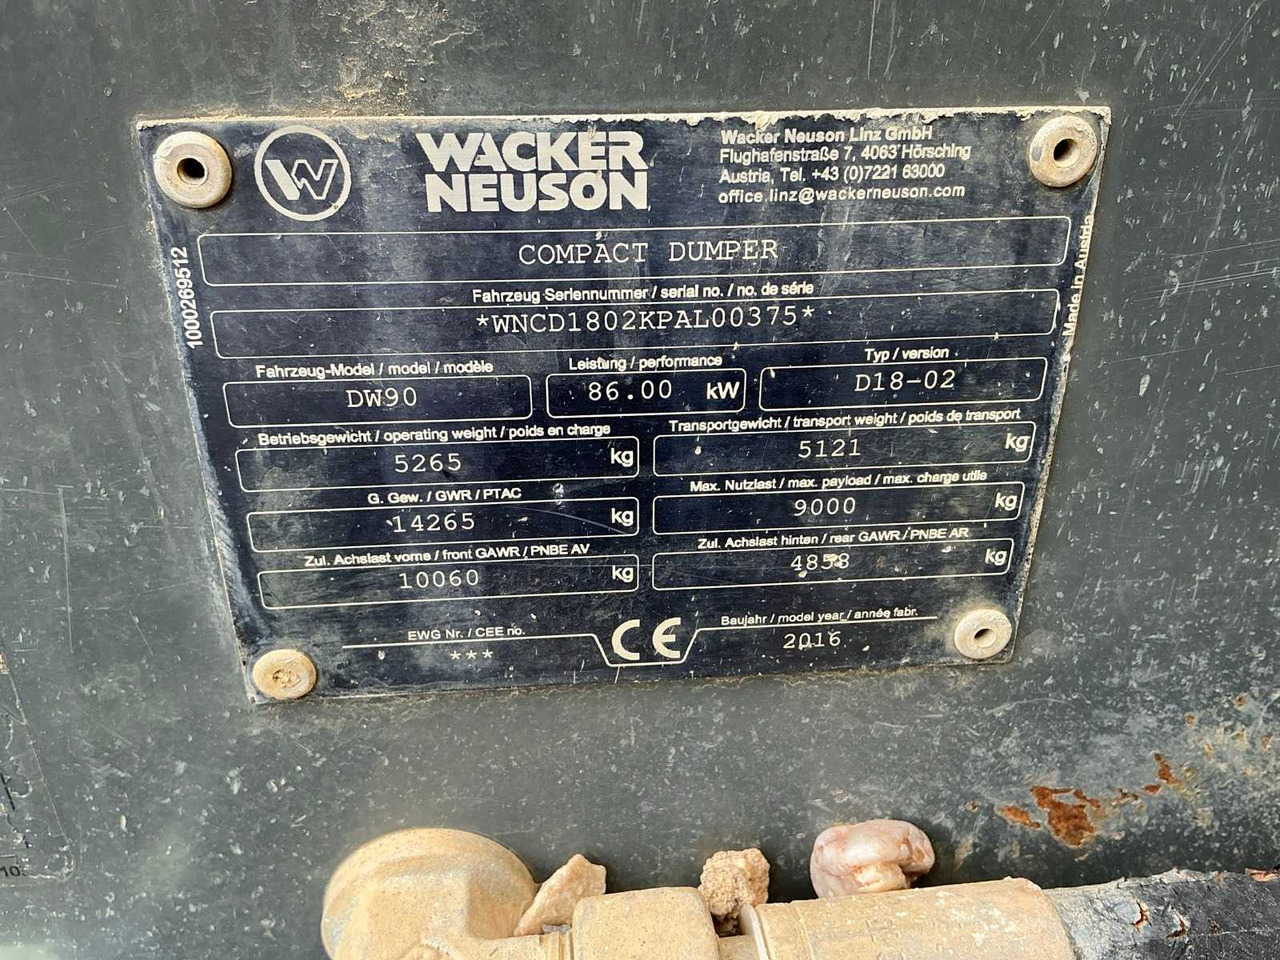 W
WACKER
NEUSON
Wacker Neuson Linz GmbH
Flughafenstraße 7, 4063 Hörsching
Austria, Tel. +43 (0)7221 63000
office.linz@wackerneuson.com
COMPACT DUMPER
Fahrzeug Seriennummer / serial no. / no. de série
*WNCD1802KPAL00375*
Fahrzeug-Model / model / modèle
DW90
Leistung / performance
86.00 kW
Typ / version
D18-02
Betriebsgewicht / operating weight / poids en charge
5265 kg
Transportgewicht / transport weight / poids de transport
5121 kg
G. Gew. / GWR / PTAC
14265 kg
Max. Nutzlast / max. payload / max. charge utile
9000 kg
Zul. Achslast vorne / front GAWR / PNBE AV
10060 kg
Zul. Achslast hinten / rear GAWR / PNBE AR
4858 kg
EWG Nr. / CEE no.
***
CE
Baujahr / model year / année fabr.
2016
1000269512
Made in Austria
10.